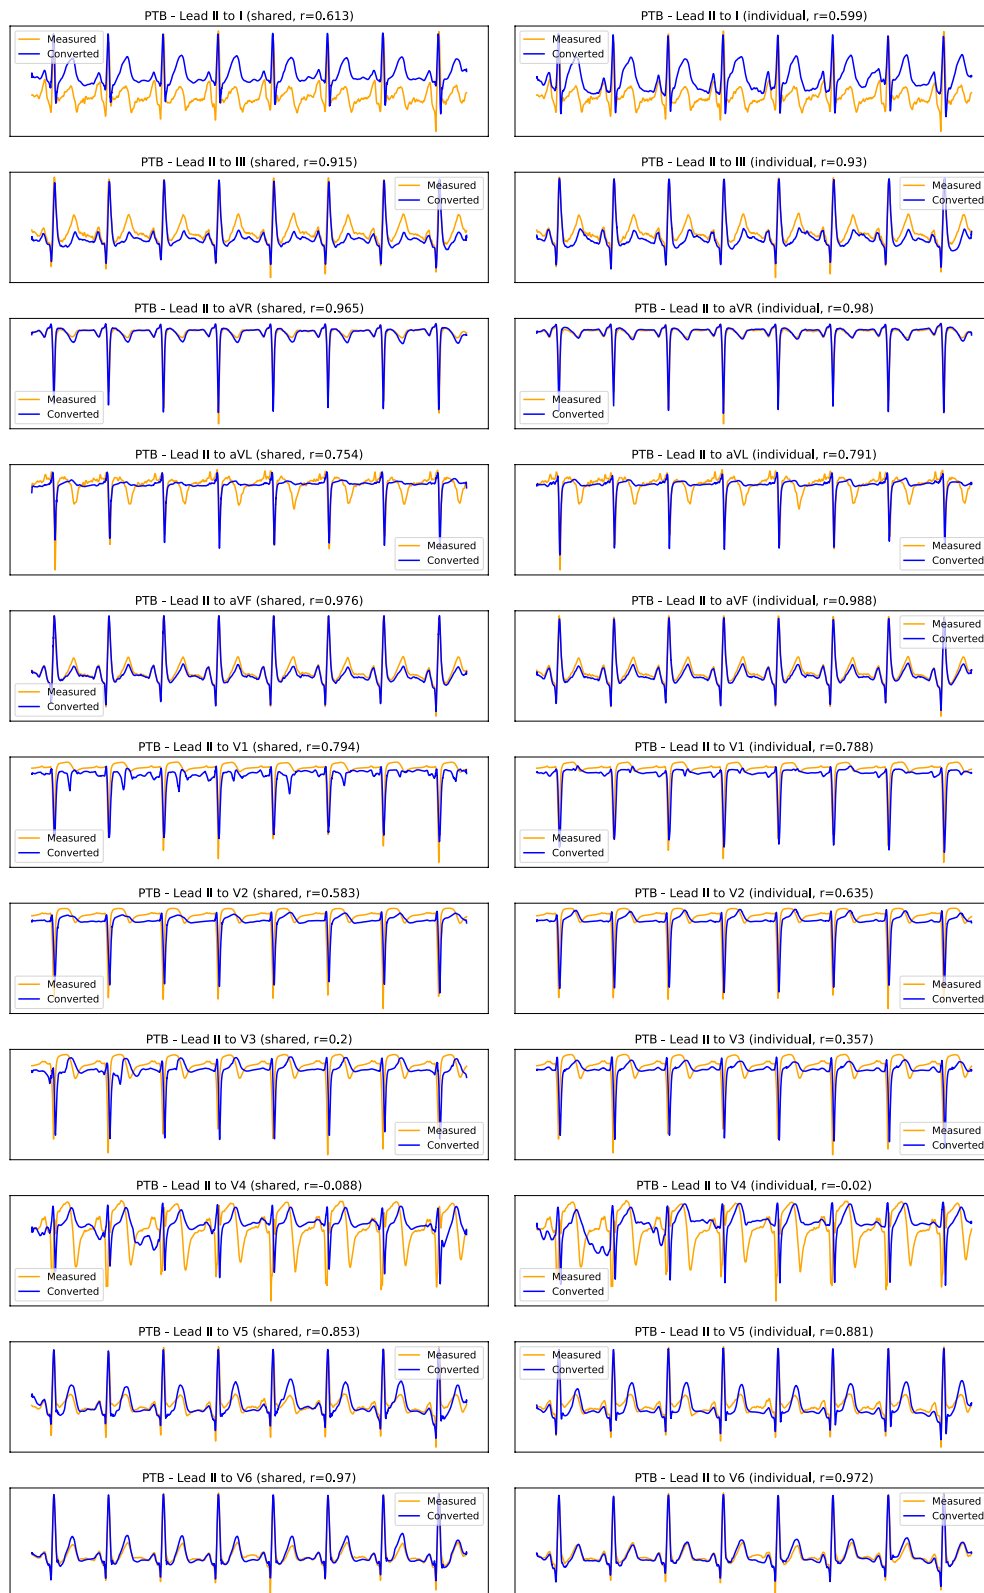 PTB - Lead II to I (shared, r=0.613)
Measured
Converted
PTB - Lead II to I (individual, r=0.599)
Measured
Converted
PTB - Lead II to III (shared, r=0.915)
Measured
Converted
PTB - Lead II to III (individual, r=0.93)
Measured
Converted
PTB - Lead II to aVR (shared, r=0.965)
Measured
Converted
PTB - Lead II to aVR (individual, r=0.98)
Measured
Converted
PTB - Lead II to aVL (shared, r=0.754)
Measured
Converted
PTB - Lead II to aVL (individual, r=0.791)
Measured
Converted
PTB - Lead II to aVF (shared, r=0.976)
Measured
Converted
PTB - Lead II to aVF (individual, r=0.988)
Measured
Converted
PTB - Lead II to V1 (shared, r=0.794)
Measured
Converted
PTB - Lead II to V1 (individual, r=0.788)
Measured
Converted
PTB - Lead II to V2 (shared, r=0.583)
Measured
Converted
PTB - Lead II to V2 (individual, r=0.635)
Measured
Converted
PTB - Lead II to V3 (shared, r=0.2)
Measured
Converted
PTB - Lead II to V3 (individual, r=0.357)
Measured
Converted
PTB - Lead II to V4 (shared, r=-0.088)
Measured
Converted
PTB - Lead II to V4 (individual, r=-0.02)
Measured
Converted
PTB - Lead II to V5 (shared, r=0.853)
Measured
Converted
PTB - Lead II to V5 (individual, r=0.881)
Measured
Converted
PTB - Lead II to V6 (shared, r=0.97)
Measured
Converted
PTB - Lead II to V6 (individual, r=0.972)
Measured
Converted